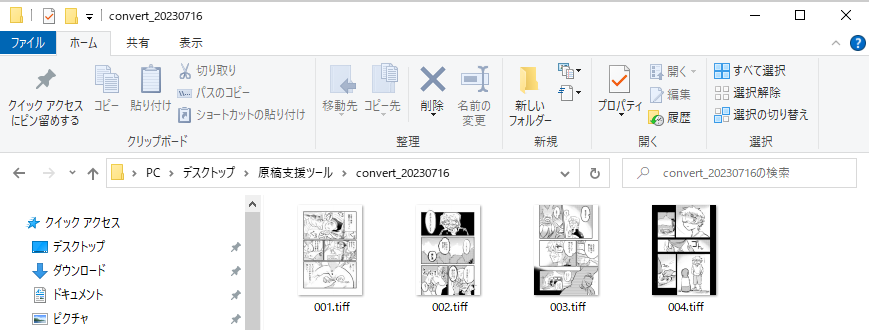 convert_20230716
ファイル ホーム 共有 表示
クイック アクセス
にピン留めする
コピー
貼り付け
切り取り
パスのコピー
ショートカットの貼り付け
クリップボード
移動先
コピー先
削除
名前の
変更
整理
新しい
フォルダー
新規
プロパティ
開く
編集
履歴
開く
すべて選択
選択解除
選択の切り替え
選択
PC > デスクトップ > 原稿支援ツール > convert_20230716
convert_20230716の検索
クイック アクセス
デスクトップ
ダウンロード
ドキュメント
ピクチャ
001.tiff
002.tiff
003.tiff
004.tiff